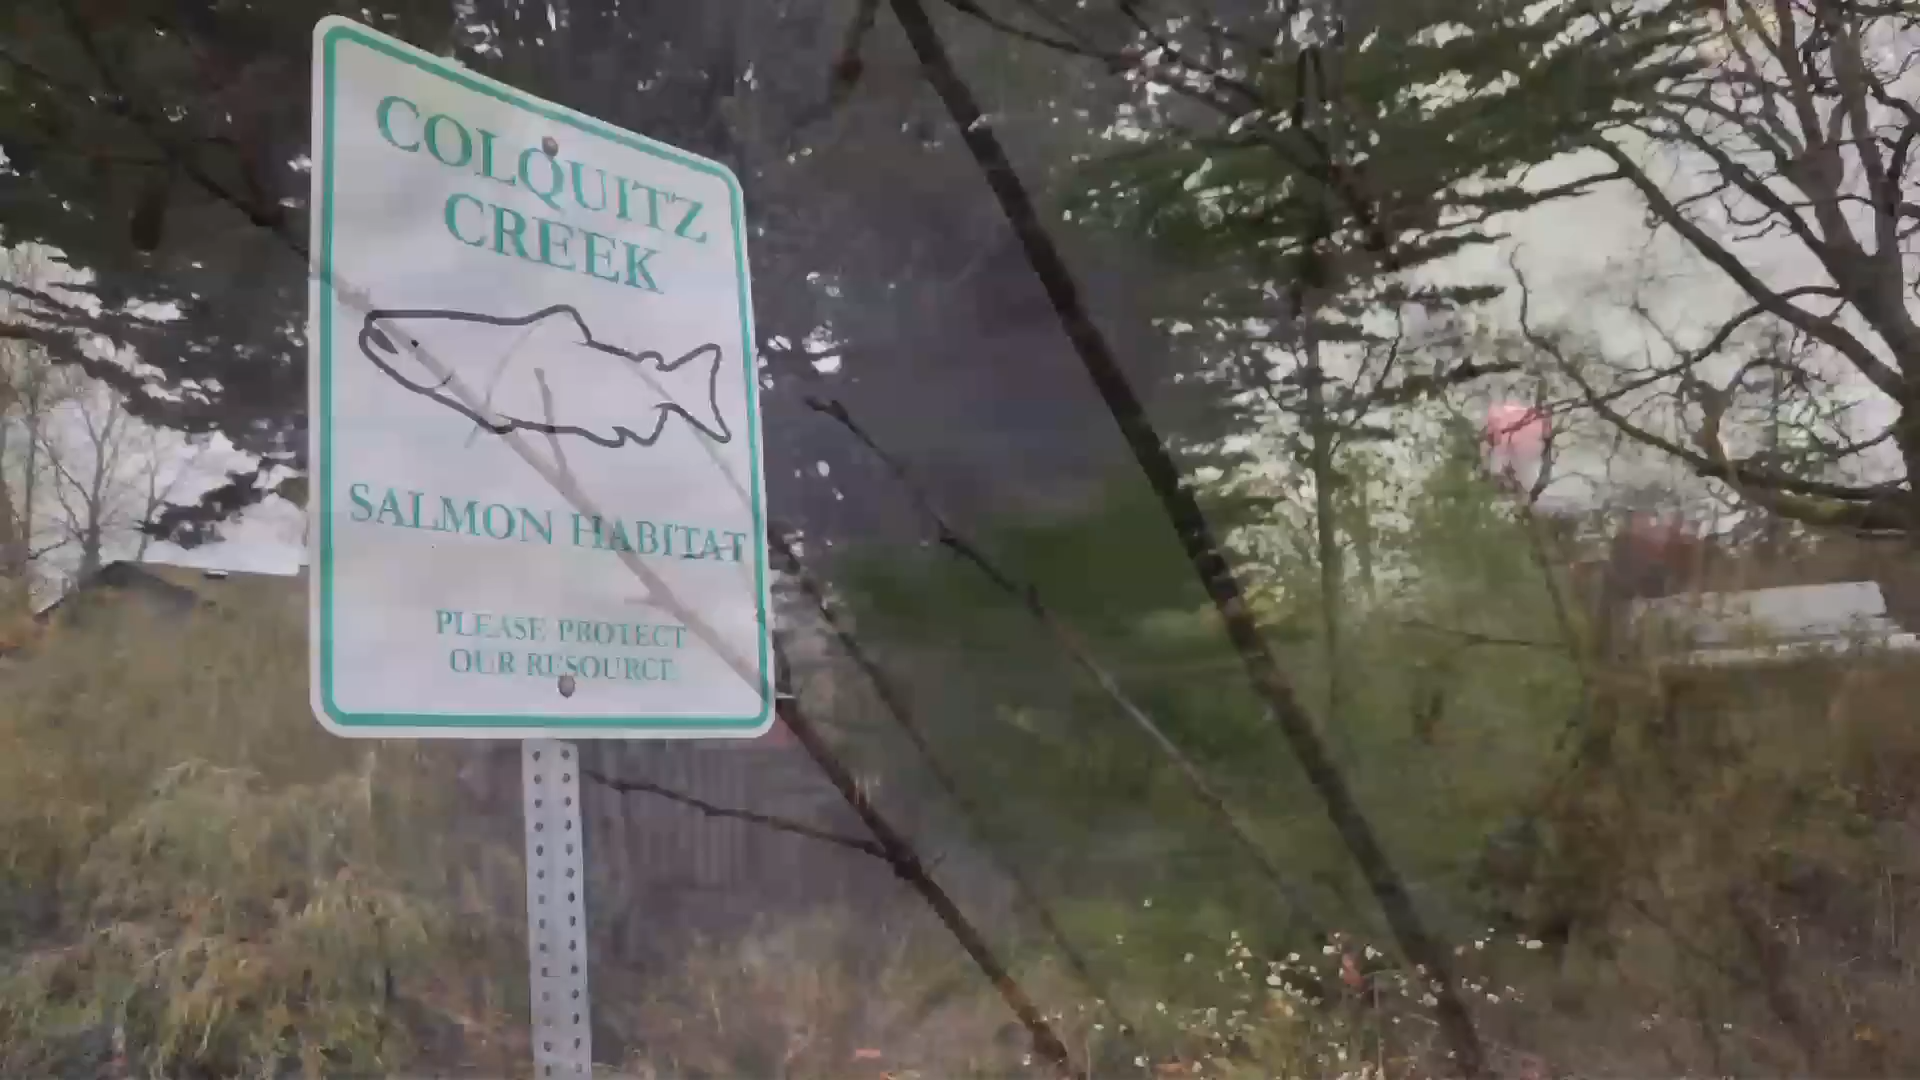 COLQUITZ
CREEK
SALMON HABITAT
PLEASE PROTECT
OUR RESOURCE